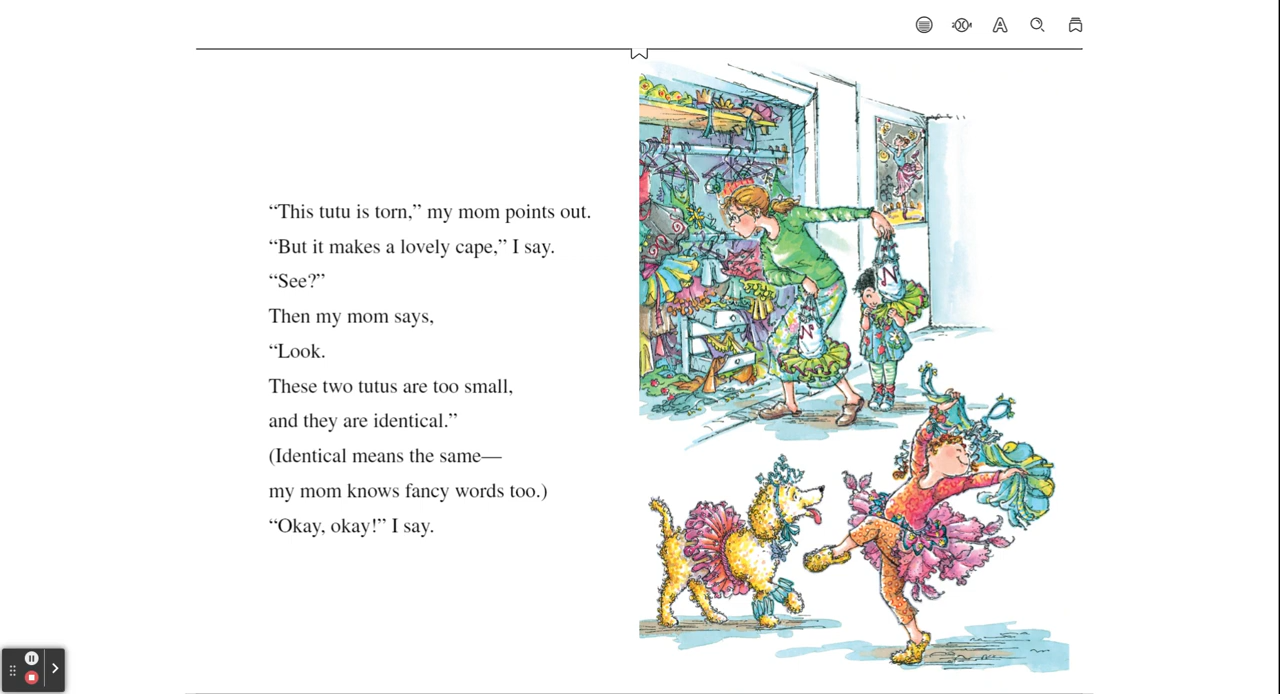 “This tutu is torn,” my mom points out.
“But it makes a lovely cape,” I say.
“See?”
Then my mom says,
“Look.
These two tutus are too small,
and they are identical.”
(Identical means the same—
my mom knows fancy words too.)
“Okay, okay!” I say.
N
N